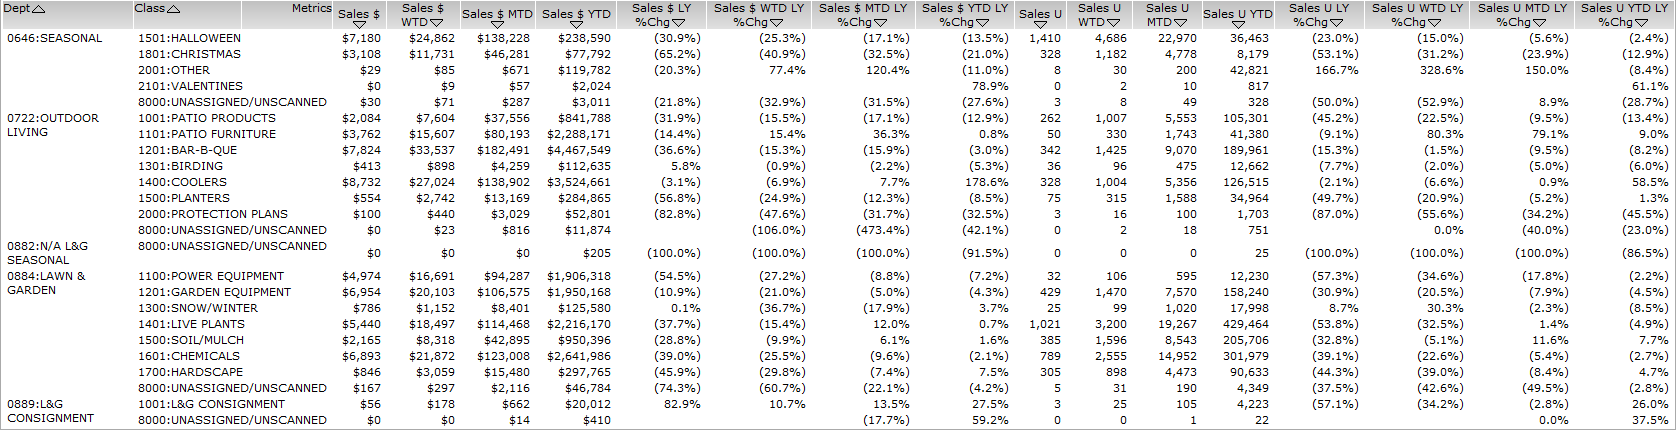 Dept Class Metrics Sales $ Sales $ WTD Sales $ MTD Sales $ YTD Sales $ LY %Chg Sales $ WTD LY %Chg Sales $ MTD LY %Chg Sales $ YTD LY %Chg Sales U Sales U WTD Sales U MTD Sales U YTD Sales U LY %Chg Sales U WTD LY %Chg Sales U MTD LY %Chg Sales U YTD LY %Chg
0646:SEASONAL 1501:HALLOWEEN $7,180 $24,862 $138,228 $238,590 (30.9%) (25.3%) (17.1%) (13.5%) 1,410 4,686 22,970 36,463 (23.0%) (15.0%) (5.6%) (2.4%)
1801:CHRISTMAS $3,108 $11,731 $46,281 $77,792 (65.2%) (40.9%) (32.5%) (21.0%) 328 1,182 4,778 8,179 (53.1%) (31.2%) (23.9%) (12.9%)
2001:OTHER $29 $85 $671 $119,782 (20.3%) 77.4% 120.4% (11.0%) 8 30 200 42,821 166.7% 328.6% 150.0% (8.4%)
2101:VALENTINES $0 $9 $57 $2,024 78.9% 0 2 10 817 61.1%
8000:UNASSIGNED/UNSCANNED $30 $71 $287 $3,011 (21.8%) (32.9%) (31.5%) (27.6%) 3 8 49 328 (50.0%) (52.9%) 8.9% (28.7%)
0722:OUTDOOR LIVING 1001:PATIO PRODUCTS $2,084 $7,604 $37,556 $841,788 (31.9%) (15.5%) (17.1%) (12.9%) 262 1,007 5,553 105,301 (45.2%) (22.5%) (9.5%) (13.4%)
1101:PATIO FURNITURE $3,762 $15,607 $80,193 $2,288,171 (14.4%) 15.4% 36.3% 0.8% 50 330 1,743 41,380 (9.1%) 80.3% 79.1% 9.0%
1201:BAR-B-QUE $7,824 $33,537 $182,491 $4,467,549 (36.6%) (15.3%) (15.9%) (3.0%) 342 1,425 9,070 189,961 (15.3%) (1.5%) (9.5%) (8.2%)
1301:BIRDING $413 $898 $4,259 $112,635 5.8% (0.9%) (2.2%) (5.3%) 36 96 475 12,662 (7.7%) (2.0%) (5.0%) (6.0%)
1400:COOLERS $8,732 $27,024 $138,902 $3,524,661 (3.1%) (6.9%) 7.7% 178.6% 328 1,004 5,356 126,515 (2.1%) (6.6%) 0.9% 58.5%
1500:PLANTERS $554 $2,742 $13,169 $284,865 (56.8%) (24.9%) (12.3%) (8.5%) 75 315 1,588 34,964 (49.7%) (20.9%) (5.2%) 1.3%
2000:PROTECTION PLANS $100 $440 $3,029 $52,801 (82.8%) (47.6%) (31.7%) (32.5%) 3 16 100 1,703 (87.0%) (55.6%) (34.2%) (45.5%)
8000:UNASSIGNED/UNSCANNED $0 $23 $816 $11,874 (106.0%) (473.4%) (42.1%) 0 2 18 751 0.0% (40.0%) (23.0%)
0882:N/A L&G SEASONAL 8000:UNASSIGNED/UNSCANNED $0 $0 $0 $205 (100.0%) (100.0%) (100.0%) (91.5%) 0 0 0 25 (100.0%) (100.0%) (100.0%) (86.5%)
0884:LAWN & GARDEN 1100:POWER EQUIPMENT $4,974 $16,691 $94,287 $1,906,318 (54.5%) (27.2%) (8.8%) (7.2%) 32 106 595 12,230 (57.3%) (34.6%) (17.8%) (2.2%)
1201:GARDEN EQUIPMENT $6,954 $20,103 $106,575 $1,950,168 (10.9%) (21.0%) (5.0%) (4.3%) 429 1,470 7,570 158,240 (30.9%) (20.5%) (7.9%) (4.5%)
1300:SNOW/WINTER $786 $1,152 $8,401 $125,580 0.1% (36.7%) (17.9%) 3.7% 25 99 1,020 17,998 8.7% 30.3% (2.3%) (8.5%)
1401:LIVE PLANTS $5,440 $18,497 $114,468 $2,216,170 (37.7%) (15.4%) 12.0% 0.7% 1,021 3,200 19,267 429,464 (53.8%) (32.5%) 1.4% (4.9%)
1500:SOIL/MULCH $2,165 $8,318 $42,895 $950,396 (28.8%) (9.9%) 6.1% 1.6% 385 1,596 8,543 205,706 (32.8%) (5.1%) 11.6% 7.7%
1601:CHEMICALS $6,893 $21,872 $123,008 $2,641,986 (39.0%) (25.5%) (9.6%) (2.1%) 789 2,555 14,952 301,979 (39.1%) (22.6%) (5.4%) (2.7%)
1700:HARDSCAPE $846 $3,059 $15,480 $297,765 (45.9%) (29.8%) (7.4%) 7.5% 305 898 4,473 90,633 (44.3%) (39.0%) (8.4%) 4.7%
8000:UNASSIGNED/UNSCANNED $167 $297 $2,116 $46,784 (74.3%) (60.7%) (22.1%) (4.2%) 5 31 190 4,349 (37.5%) (42.6%) (49.5%) (2.8%)
0889:L&G CONSIGNMENT 1001:L&G CONSIGNMENT $56 $178 $662 $20,012 82.9% 10.7% 13.5% 27.5% 3 25 105 4,223 (57.1%) (34.2%) (2.8%) 26.0%
8000:UNASSIGNED/UNSCANNED $0 $0 $14 $410 (17.7%) 59.2% 0 0 1 22 0.0% 37.5%